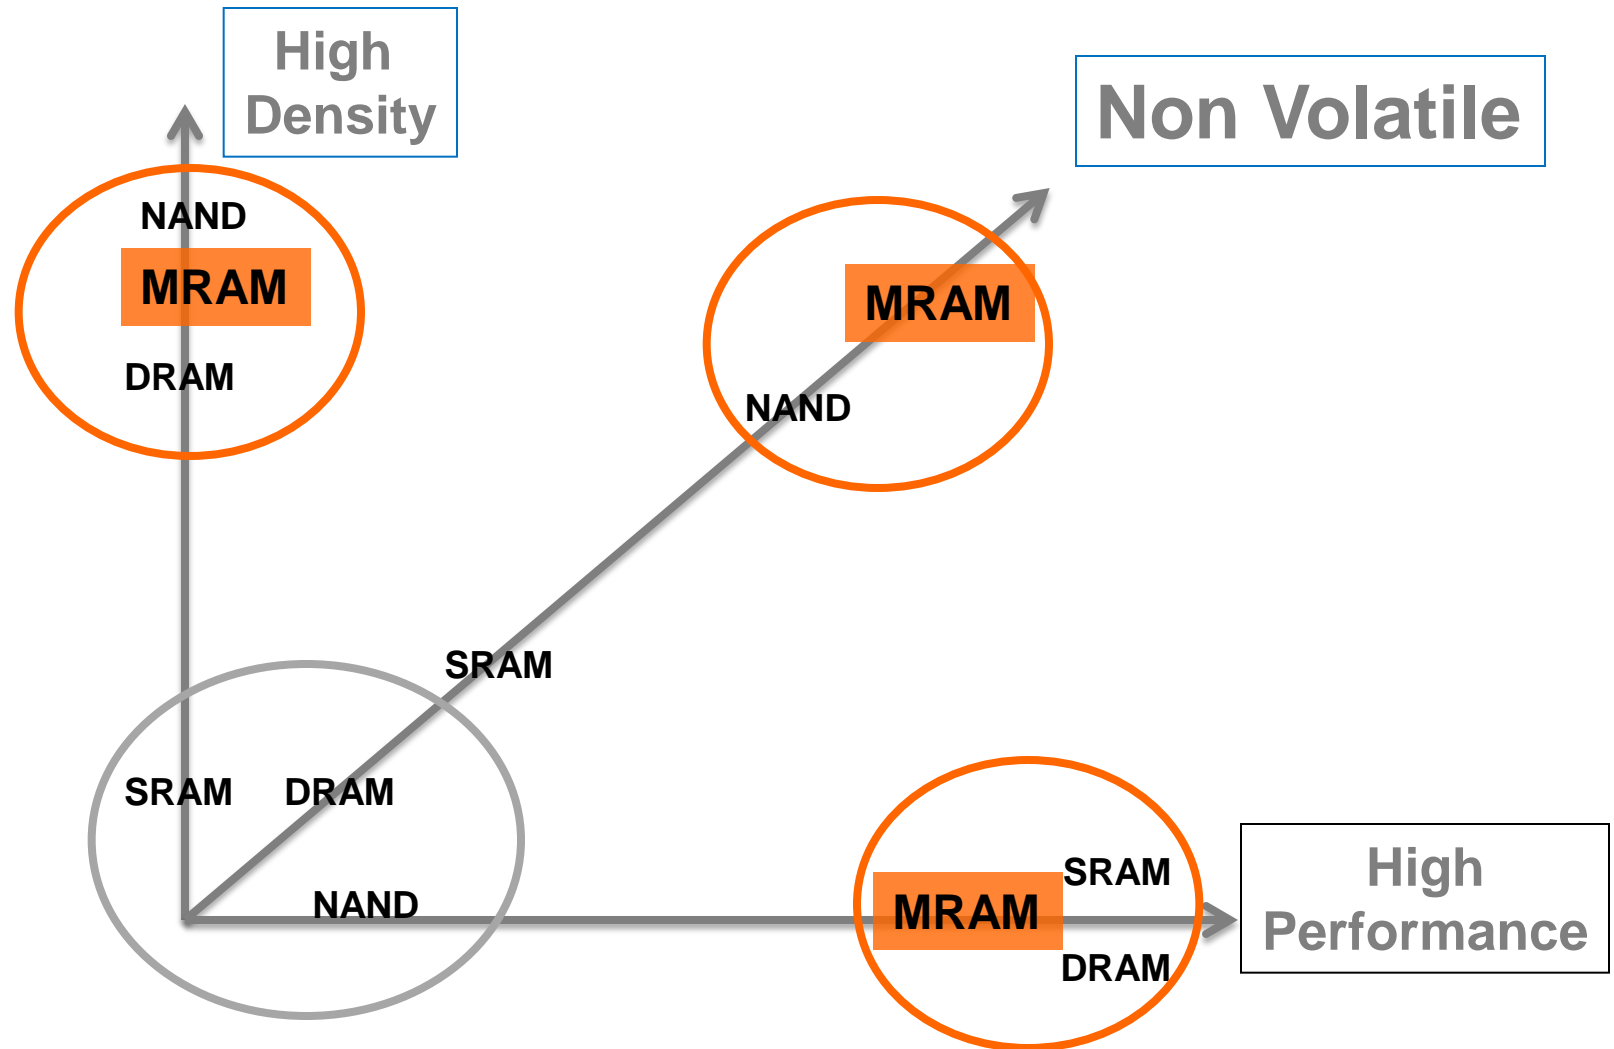 High
Density
Non Volatile
NAND
MRAM
DRAM
MRAM
NAND
SRAM
SRAM
DRAM
NAND
SRAM
MRAM
DRAM
High
Performance